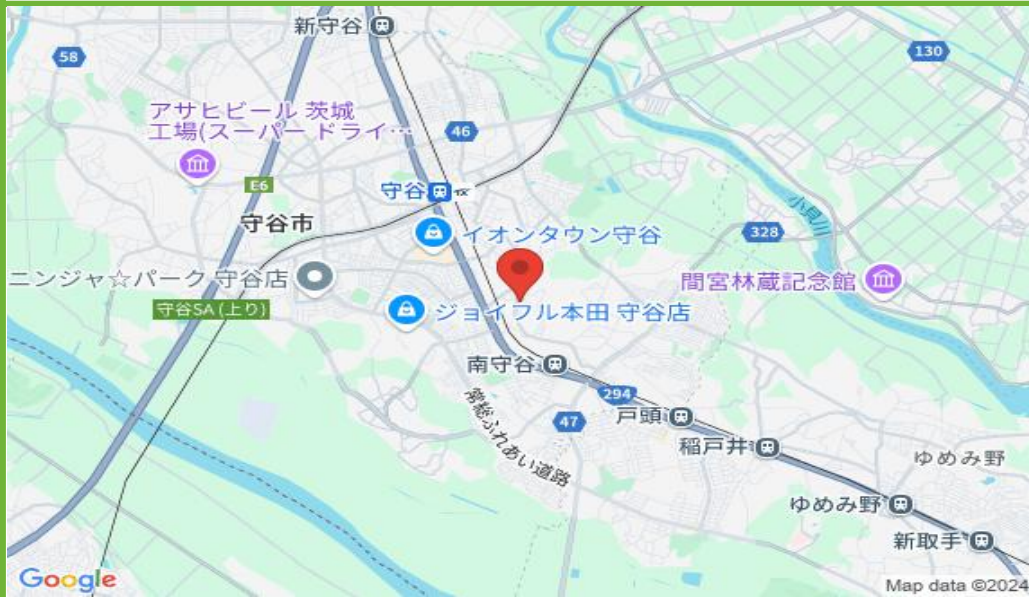 新守谷
58
130
アサヒビール 茨城
工場(スーパー ドライ…
46
E6
守谷
守谷市
イオンタウン守谷
小貝川
328
ニンジャ☆パーク 守谷店
間宮林蔵記念館
守谷SA(上り)
ジョイフル本田 守谷店
南守谷
294
常総ふれあい道路
47
戸頭
稲戸井
ゆめみ野
ゆめみ野
新取手
Google
Map data ©2024